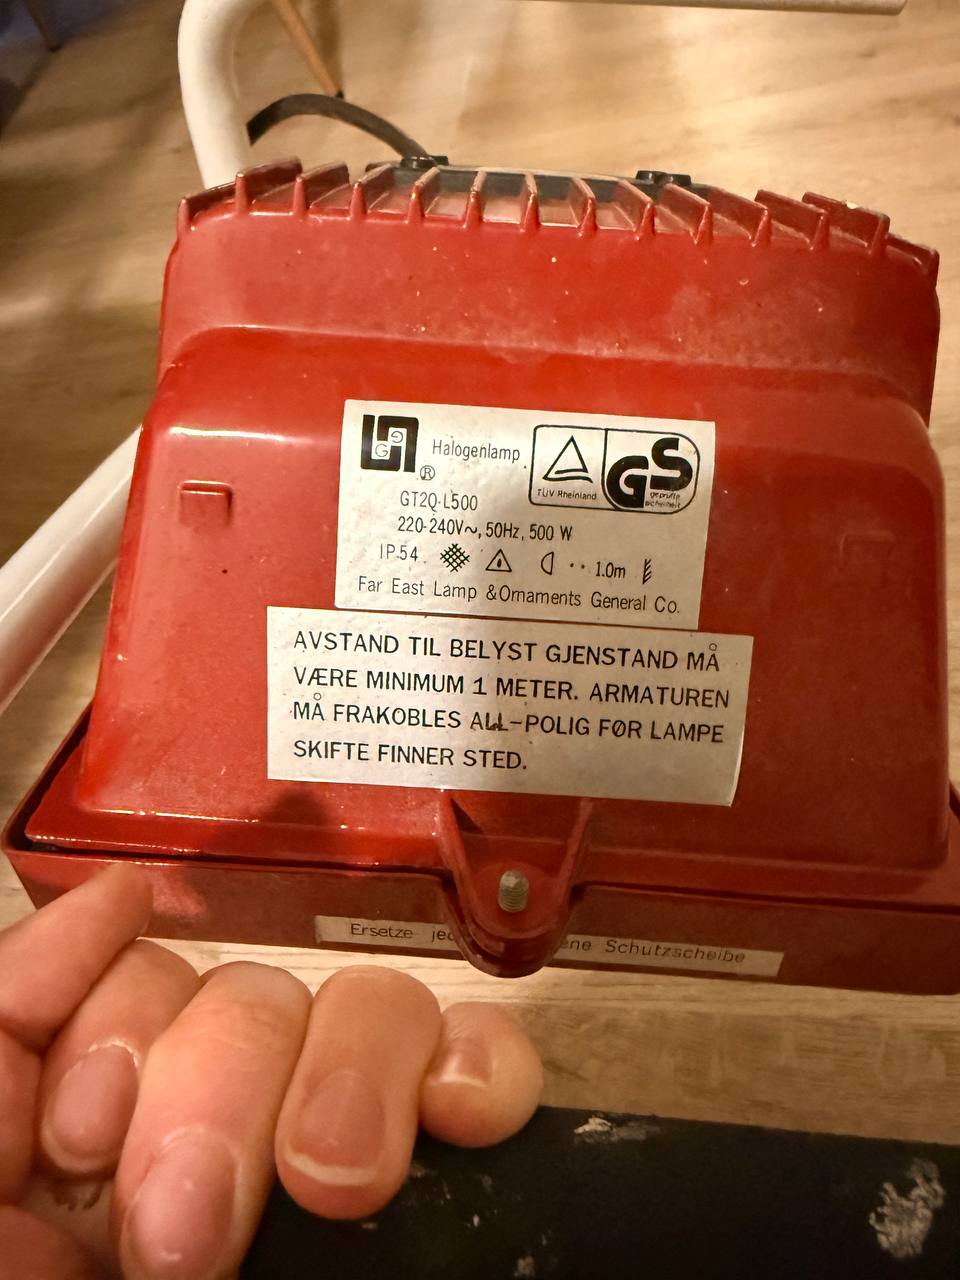 Halogenlamp
®
TÜV Rheinland
GS
geprüfte
Sicherheit
GT2Q-L500
220-240V~, 50Hz, 500 W
IP 54 1.0m
Far East Lamp &Ornaments General Co.
AVSTAND TIL BELYST GJENSTAND MÅ
VÆRE MINIMUM 1 METER. ARMATUREN
MÅ FRAKOBLES ALL-POLIG FØR LAMPE
SKIFTE FINNER STED.
Ersetze Schutzscheibe